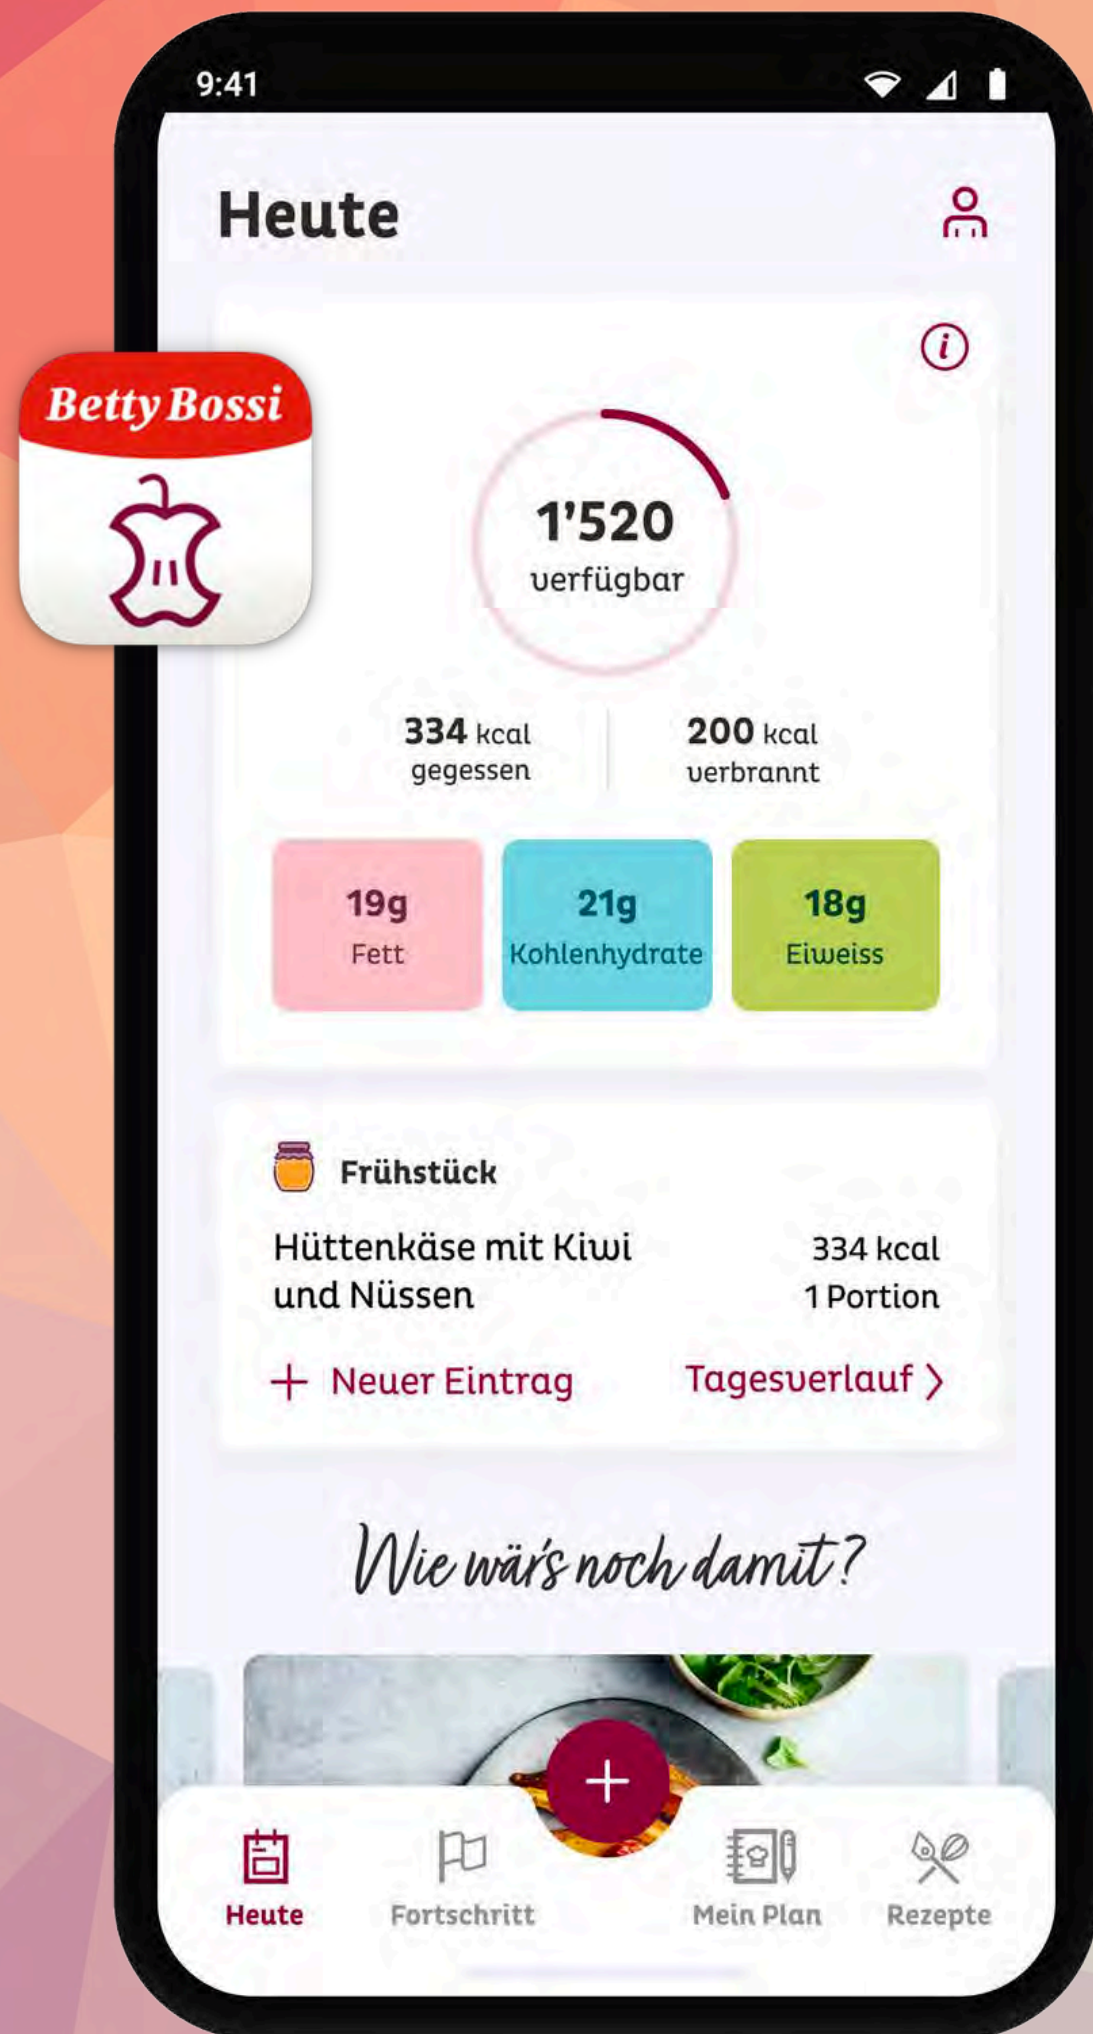 9:41
Heute
i
Betty Bossi
1’520
verfügbar
334 kcal
gegessen
200 kcal
verbrannt
19g
Fett
21g
Kohlenhydrate
18g
Eiweiss
Frühstück
Hüttenkäse mit Kiwi
und Nüssen
334 kcal
1 Portion
+ Neuer Eintrag
Tagesverlauf >
Wie wär's noch damit?
+
Heute
Fortschritt
Mein Plan
Rezepte